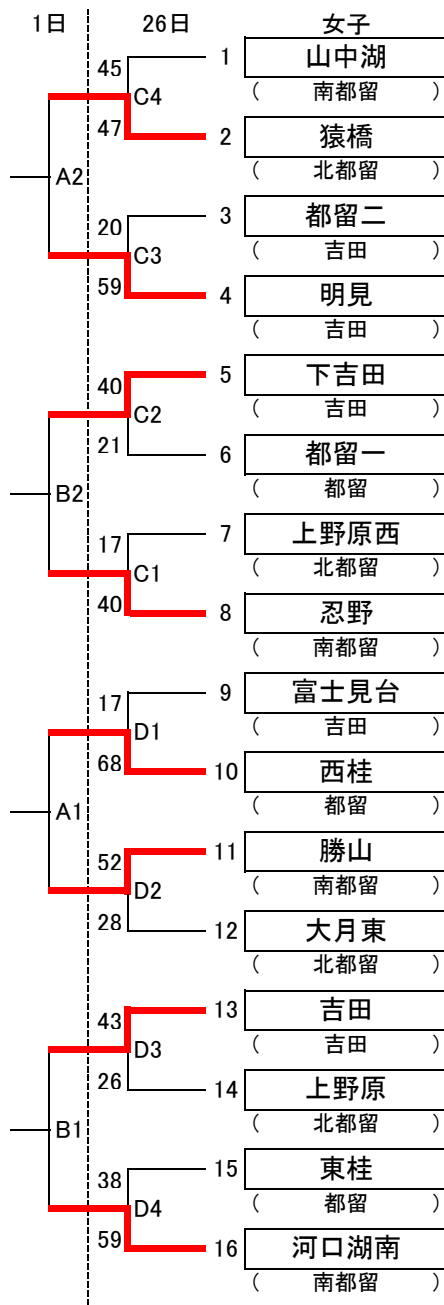 1日 26日 女子
45 1 山中湖
C4 ( 南都留 )
47 2 猿橋
( 北都留 )
A2
20 3 都留二
C3 ( 吉田 )
59 4 明見
( 吉田 )
40 5 下吉田
C2 ( 吉田 )
21 6 都留一
( 都留 )
B2
17 7 上野原西
C1 ( 北都留 )
40 8 忍野
( 南都留 )
17 9 富士見台
D1 ( 吉田 )
68 10 西桂
( 都留 )
A1
52 11 勝山
D2 ( 南都留 )
28 12 大月東
( 北都留 )
43 13 吉田
D3 ( 吉田 )
26 14 上野原
( 北都留 )
B1
38 15 東桂
D4 ( 都留 )
59 16 河口湖南
( 南都留 )